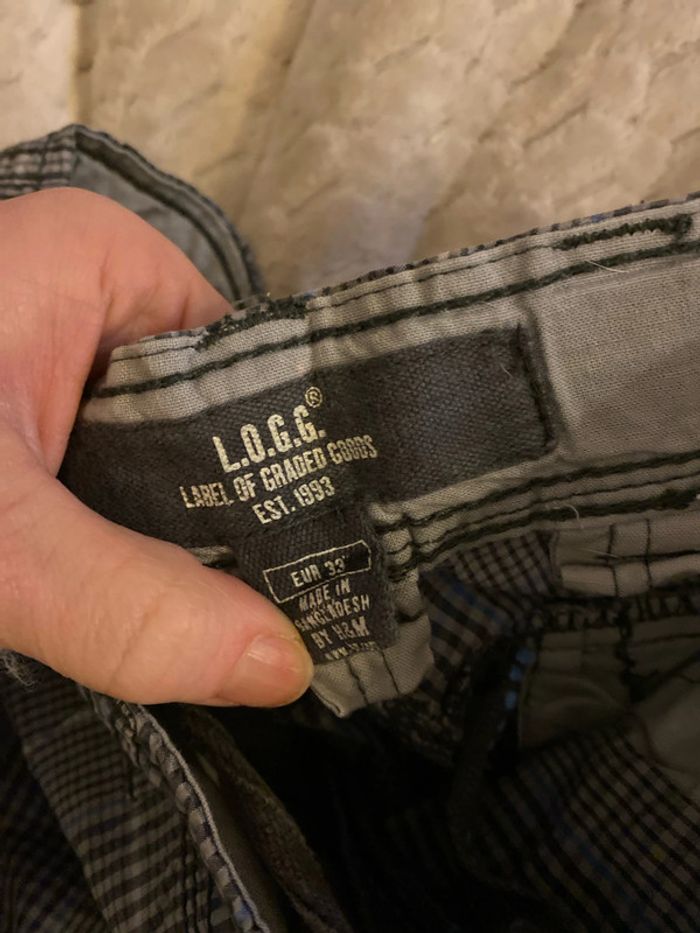 L.O.G.G.®
LABEL OF GRADED GOODS
EST. 1993
EUR 33"
MADE IN
BANGLADESH
BY H&M